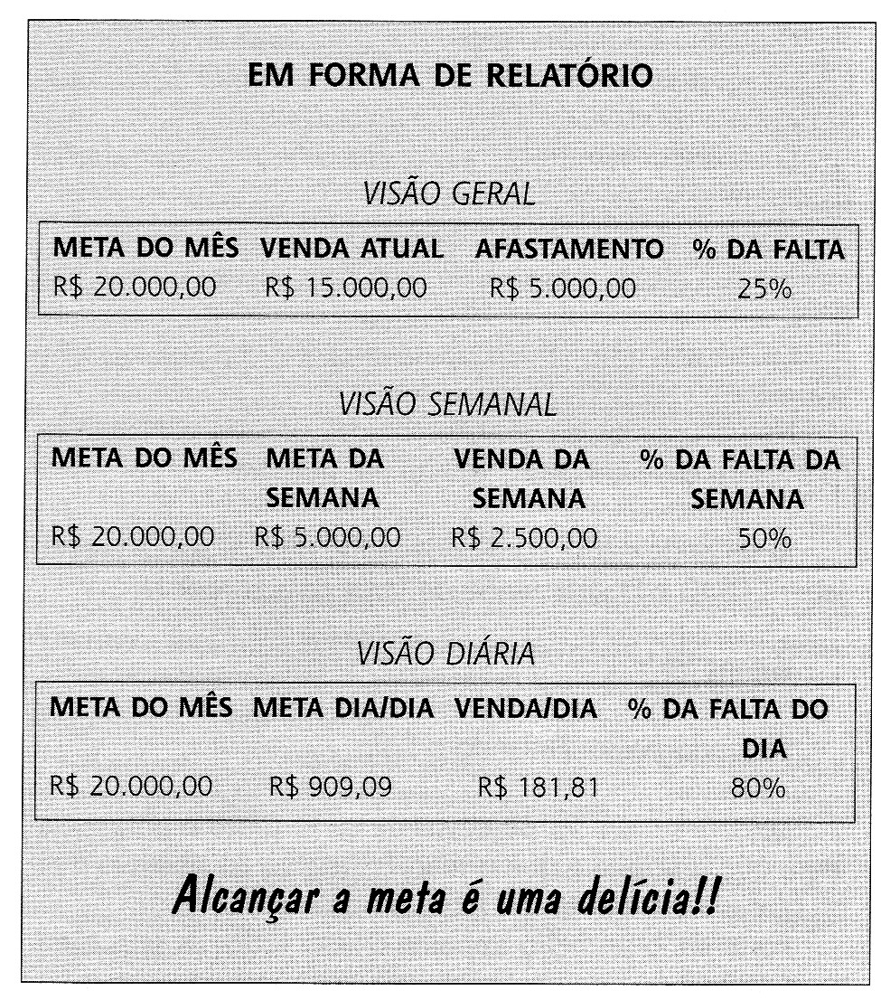 EM FORMA DE RELATÓRIO
VISÃO GERAL
META DO MÊS VENDA ATUAL AFASTAMENTO % DA FALTA
R$ 20.000,00 R$ 15.000,00 R$ 5.000,00 25%
VISÃO SEMANAL
META DO MÊS META DA VENDA DA % DA FALTA DA
SEMANA SEMANA SEMANA
R$ 20.000,00 R$ 5.000,00 R$ 2.500,00 50%
VISÃO DIÁRIA
META DO MÊS META DIA/DIA VENDA/DIA % DA FALTA DO
DIA
R$ 20.000,00 R$ 909,09 R$ 181,81 80%
Alcançar a meta é uma delícia!!